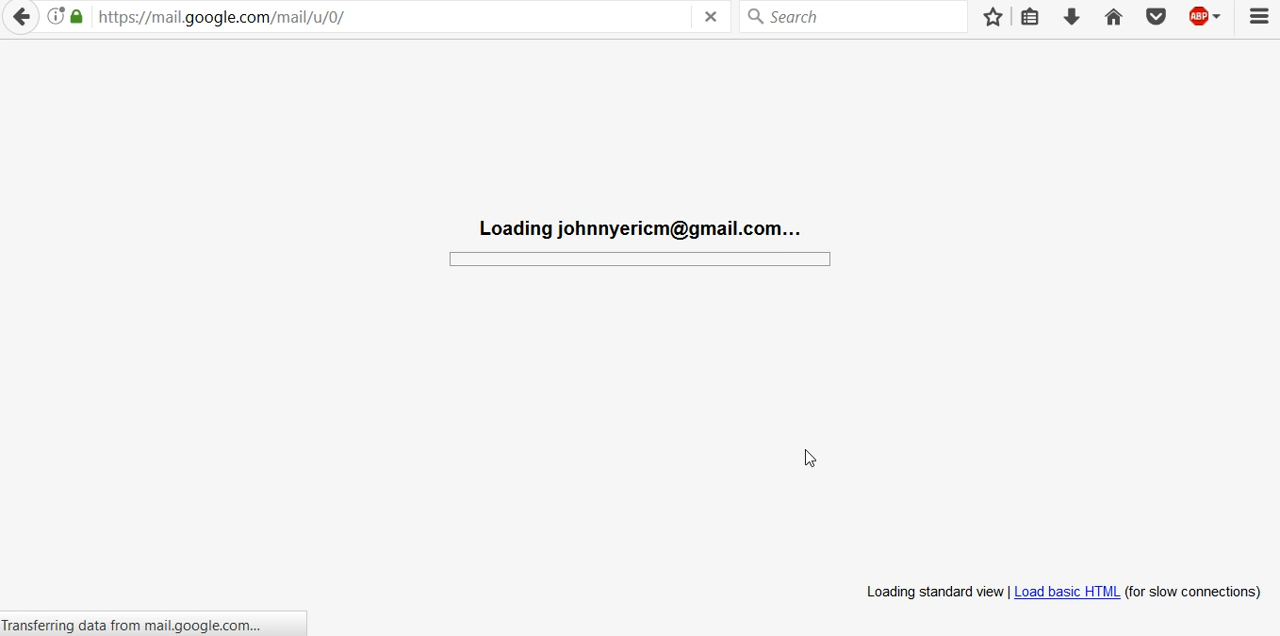 https://mail.google.com/mail/u/0/
Search
ABP
Loading johnnyericm@gmail.com…
Loading standard view | Load basic HTML (for slow connections)
Transferring data from mail.google.com...